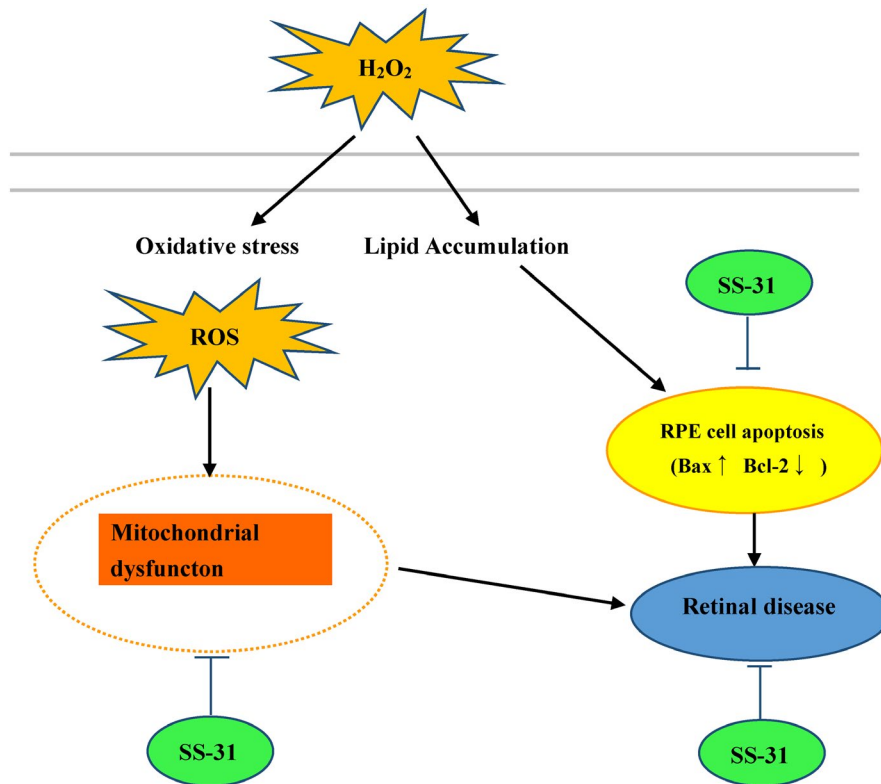 H₂O₂
Oxidative stress
Lipid Accumulation
SS-31
ROS
RPE cell apoptosis
(Bax ↑ Bcl-2 ↓ )
Mitochondrial
dysfuncton
Retinal disease
SS-31
SS-31